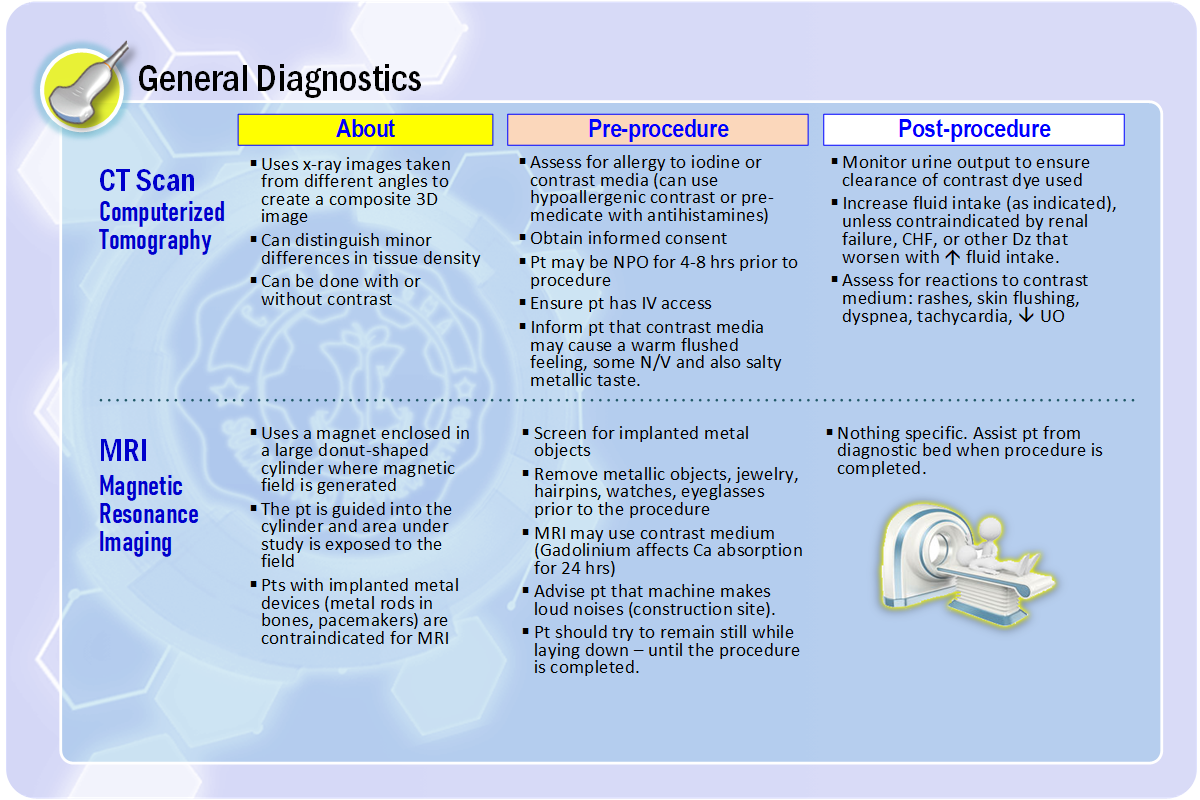 General Diagnostics
About
Pre-procedure
Post-procedure
CT Scan
Computerized
Tomography
▪ Uses x-ray images taken
from different angles to
create a composite 3D
image
▪ Can distinguish minor
differences in tissue density
▪ Can be done with or
without contrast
▪ Assess for allergy to iodine or
contrast media (can use
hypoallergenic contrast or pre-
medicate with antihistamines)
▪ Obtain informed consent
▪ Pt may be NPO for 4-8 hrs prior to
procedure
▪ Ensure pt has IV access
▪ Inform pt that contrast media
may cause a warm flushed
feeling, some N/V and also salty
metallic taste.
▪ Monitor urine output to ensure
clearance of contrast dye used
▪ Increase fluid intake (as indicated),
unless contraindicated by renal
failure, CHF, or other Dz that
worsen with ↑ fluid intake.
▪ Assess for reactions to contrast
medium: rashes, skin flushing,
dyspnea, tachycardia, ↓ UO
MRI
Magnetic
Resonance
Imaging
▪ Uses a magnet enclosed in
a large donut-shaped
cylinder where magnetic
field is generated
▪ The pt is guided into the
cylinder and area under
study is exposed to the
field
▪ Pts with implanted metal
devices (metal rods in
bones, pacemakers) are
contraindicated for MRI
▪ Screen for implanted metal
objects
▪ Remove metallic objects, jewelry,
hairpins, watches, eyeglasses
prior to the procedure
▪ MRI may use contrast medium
(Gadolinium affects Ca absorption
for 24 hrs)
▪ Advise pt that machine makes
loud noises (construction site).
▪ Pt should try to remain still while
laying down – until the procedure
is completed.
▪ Nothing specific. Assist pt from
diagnostic bed when procedure is
completed.